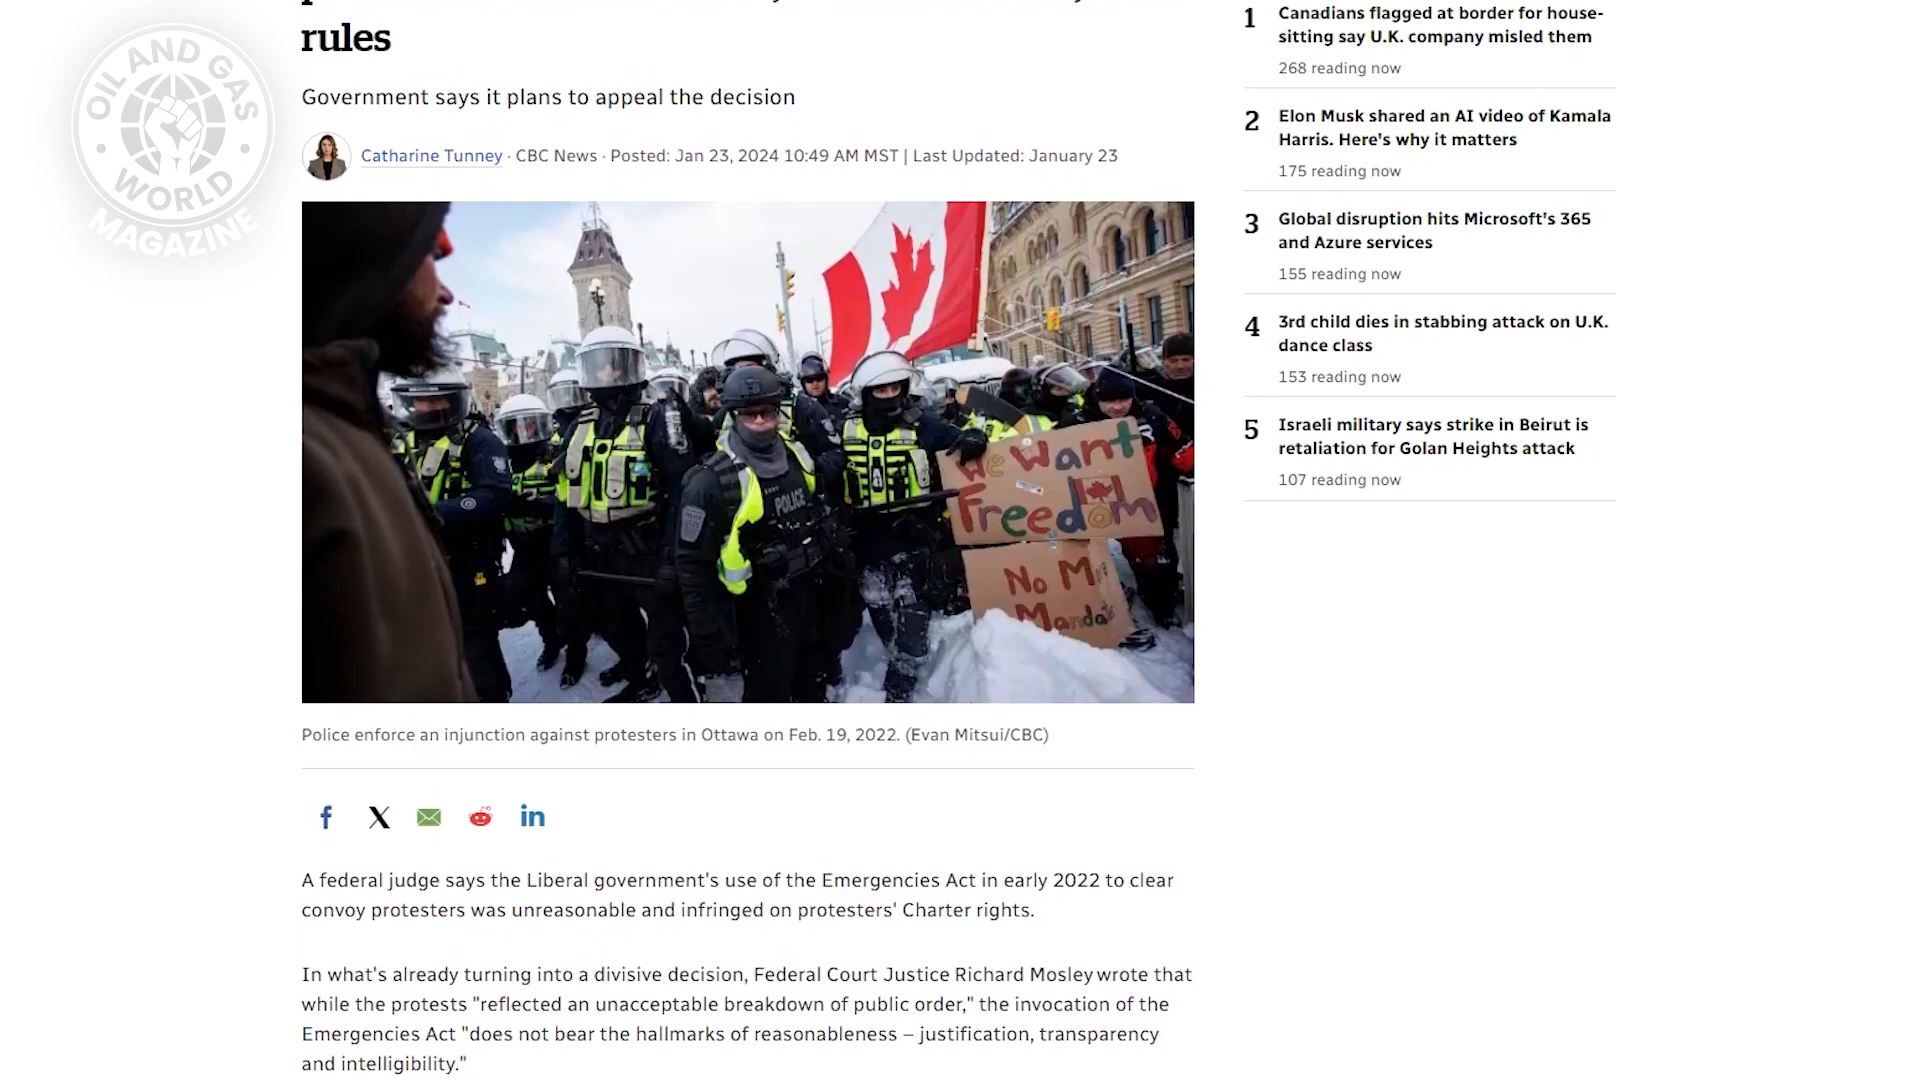 rules
Government says it plans to appeal the decision
Catharine Tunney · CBC News · Posted: Jan 23, 2024 10:49 AM MST | Last Updated: January 23
OIL AND GAS
WORLD
MAGAZINE
POLICE
We want
Freedom
No M
Manda
Police enforce an injunction against protesters in Ottawa on Feb. 19, 2022. (Evan Mitsui/CBC)
A federal judge says the Liberal government's use of the Emergencies Act in early 2022 to clear
convoy protesters was unreasonable and infringed on protesters' Charter rights.
In what's already turning into a divisive decision, Federal Court Justice Richard Mosley wrote that
while the protests "reflected an unacceptable breakdown of public order," the invocation of the
Emergencies Act "does not bear the hallmarks of reasonableness – justification, transparency
and intelligibility."
1
Canadians flagged at border for house-
sitting say U.K. company misled them
268 reading now
2
Elon Musk shared an AI video of Kamala
Harris. Here's why it matters
175 reading now
3
Global disruption hits Microsoft's 365
and Azure services
155 reading now
4
3rd child dies in stabbing attack on U.K.
dance class
153 reading now
5
Israeli military says strike in Beirut is
retaliation for Golan Heights attack
107 reading now